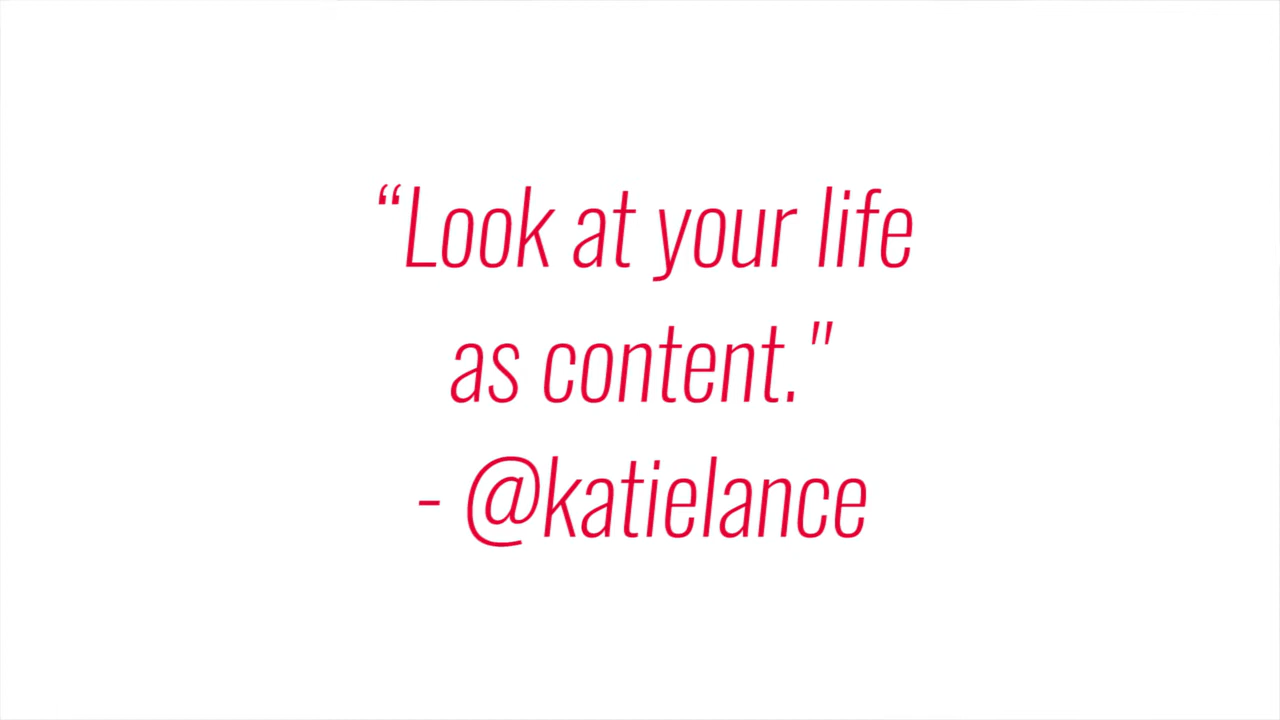 “Look at your life
as content."
- @katielance